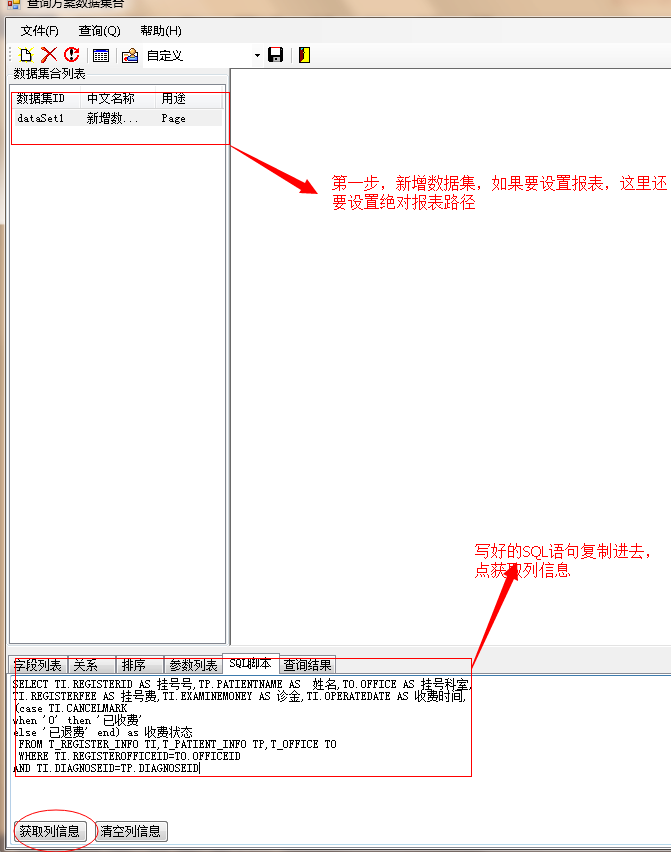 查询方案数据集合
文件(F) 查询(Q) 帮助(H)
自定义
数据集合列表
数据集ID 中文名称 用途
dataSet1 新增数... Page
第一步，新增数据集，如果要设置报表，这里还
要设置绝对报表路径
写好的SQL语句复制进去，
点获取列信息
字段列表 关系 排序 参数列表 SQL脚本 查询结果
SELECT TI.REGISTERID AS 挂号号,TP.PATIENTNAME AS 姓名,TO.OFFICE AS 挂号科室,
TI.REGISTERFEE AS 挂号费,TI.EXAMINEMONEY AS 诊金,TI.OPERATEDATE AS 收费时间,
(case TI.CANCELMARK
when '0' then '已收费'
else '已退费' end) as 收费状态
FROM T_REGISTER_INFO TI,T_PATIENT_INFO TP,T_OFFICE TO
WHERE TI.REGISTEROFFICEID=TO.OFFICEID
AND TI.DIAGNOSEID=TP.DIAGNOSEID
获取列信息 清空列信息